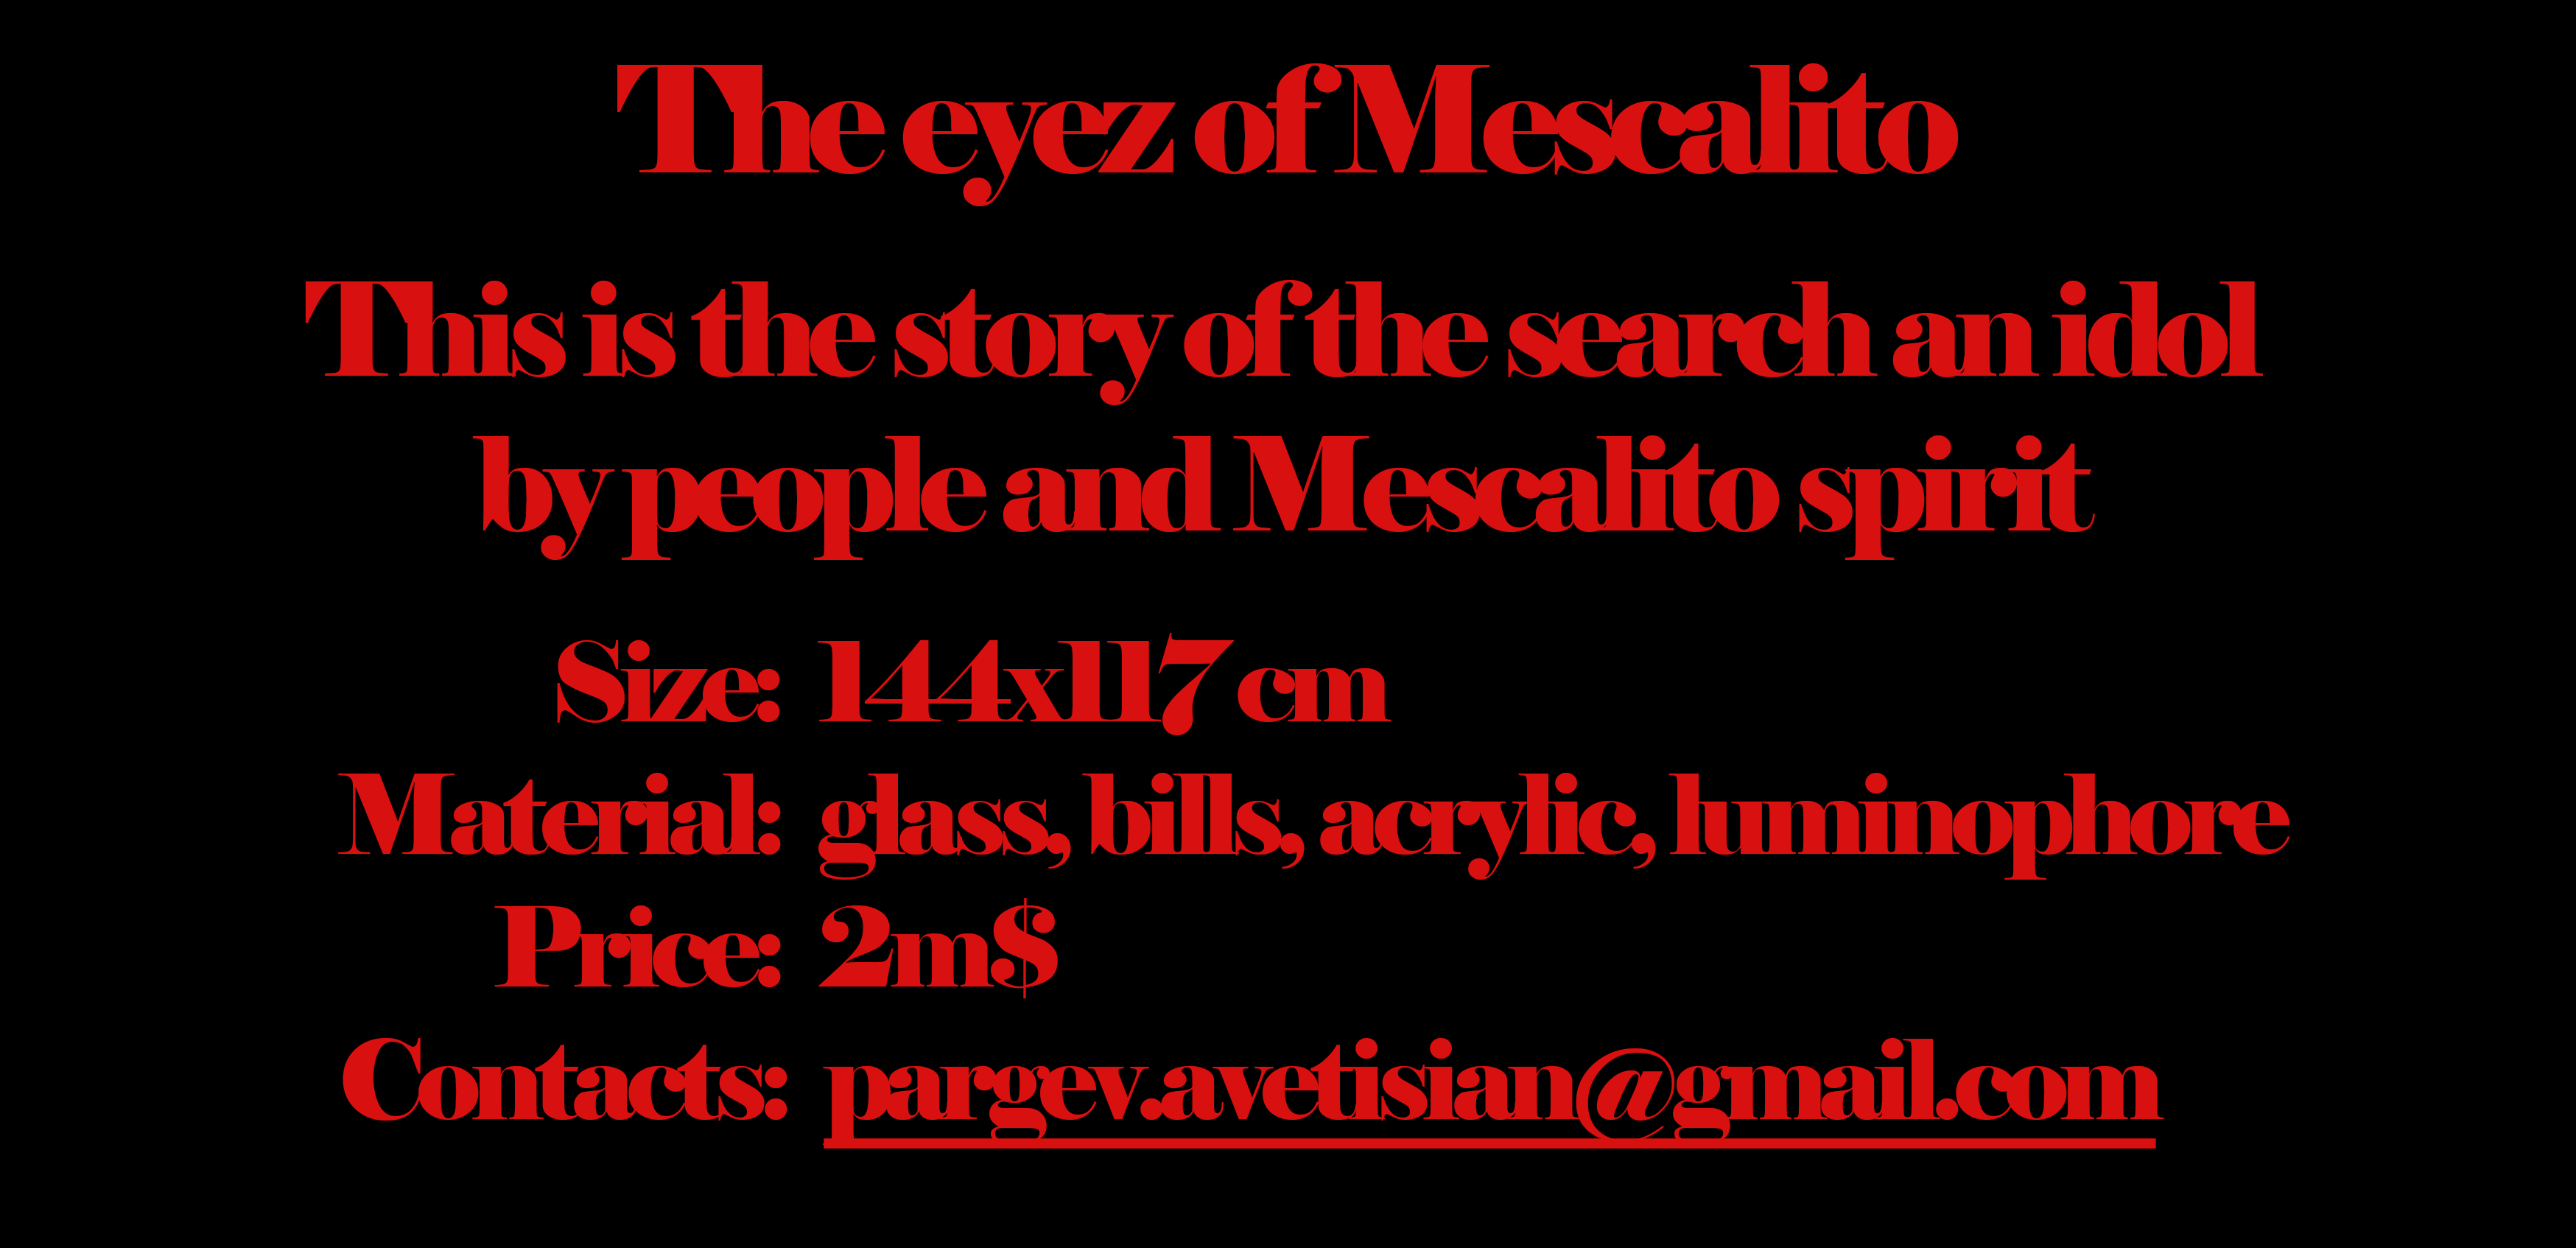 The eyez of Mescalito
This is the story of the search an idol
by people and Mescalito spirit
Size: 144x117 cm
Material: glass, bills, acrylic, luminophore
Price: 2m$
Contacts: pargev.avetisian@gmail.com